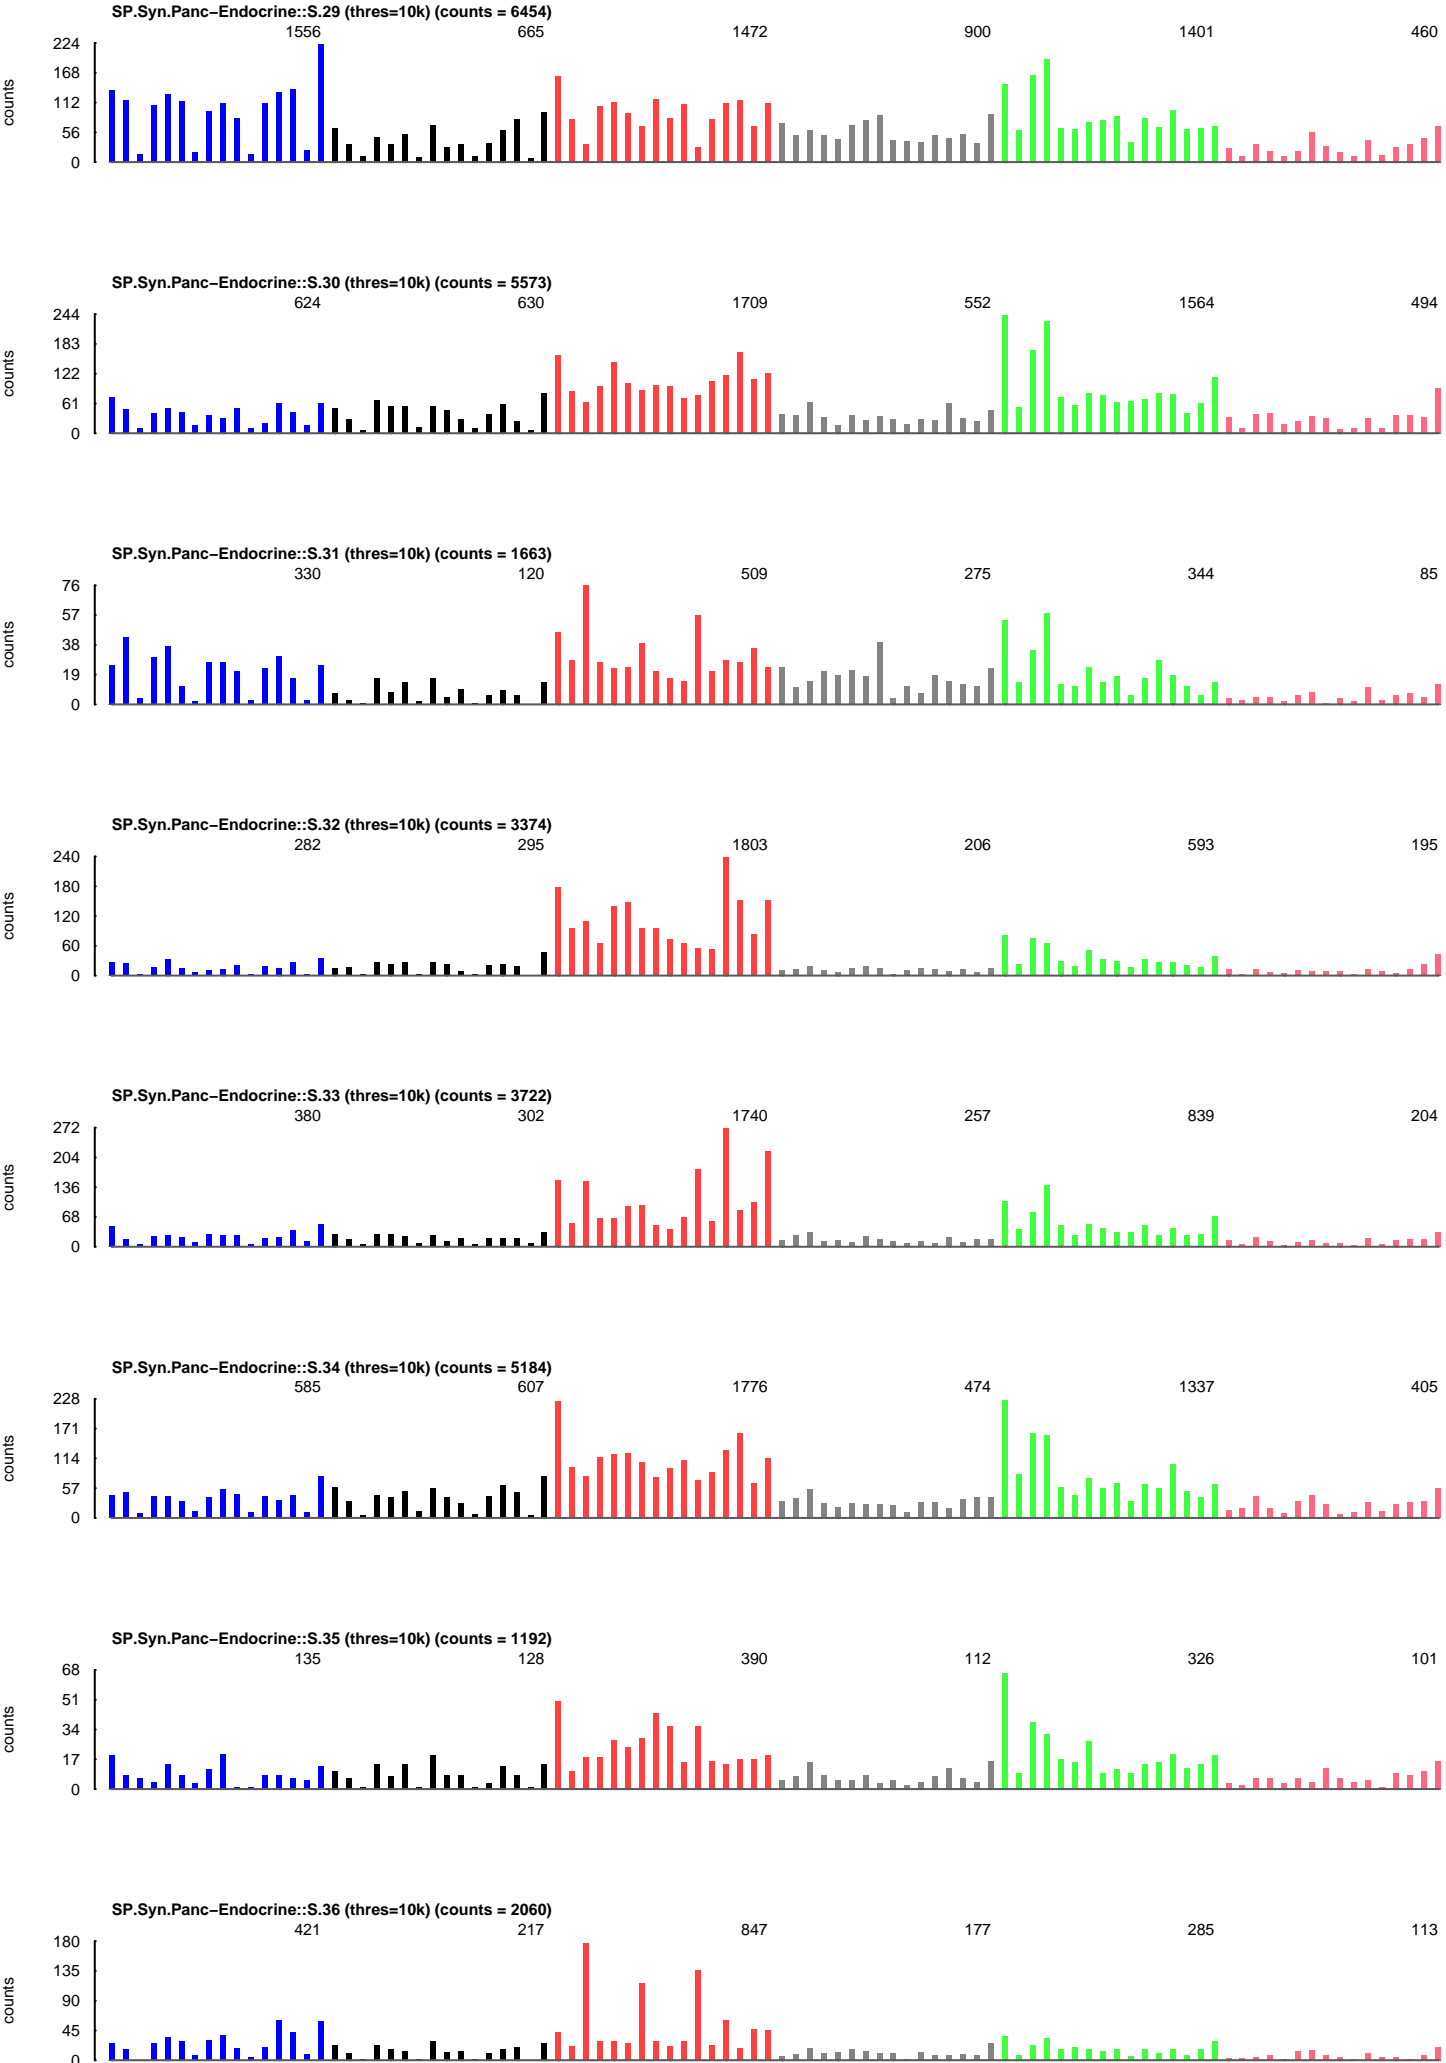 SP.Syn.Panc−Endocrine::S.29 (thres=10k) (counts = 6454)
1556 665 1472 900 1401 460
224
168
112
56
0
counts
SP.Syn.Panc−Endocrine::S.30 (thres=10k) (counts = 5573)
624 630 1709 552 1564 494
244
183
122
61
0
counts
SP.Syn.Panc−Endocrine::S.31 (thres=10k) (counts = 1663)
330 120 509 275 344 85
76
57
38
19
0
counts
SP.Syn.Panc−Endocrine::S.32 (thres=10k) (counts = 3374)
282 295 1803 206 593 195
240
180
120
60
0
counts
SP.Syn.Panc−Endocrine::S.33 (thres=10k) (counts = 3722)
380 302 1740 257 839 204
272
204
136
68
0
counts
SP.Syn.Panc−Endocrine::S.34 (thres=10k) (counts = 5184)
585 607 1776 474 1337 405
228
171
114
57
0
counts
SP.Syn.Panc−Endocrine::S.35 (thres=10k) (counts = 1192)
135 128 390 112 326 101
68
51
34
17
0
counts
SP.Syn.Panc−Endocrine::S.36 (thres=10k) (counts = 2060)
421 217 847 177 285 113
180
135
90
45
0
counts